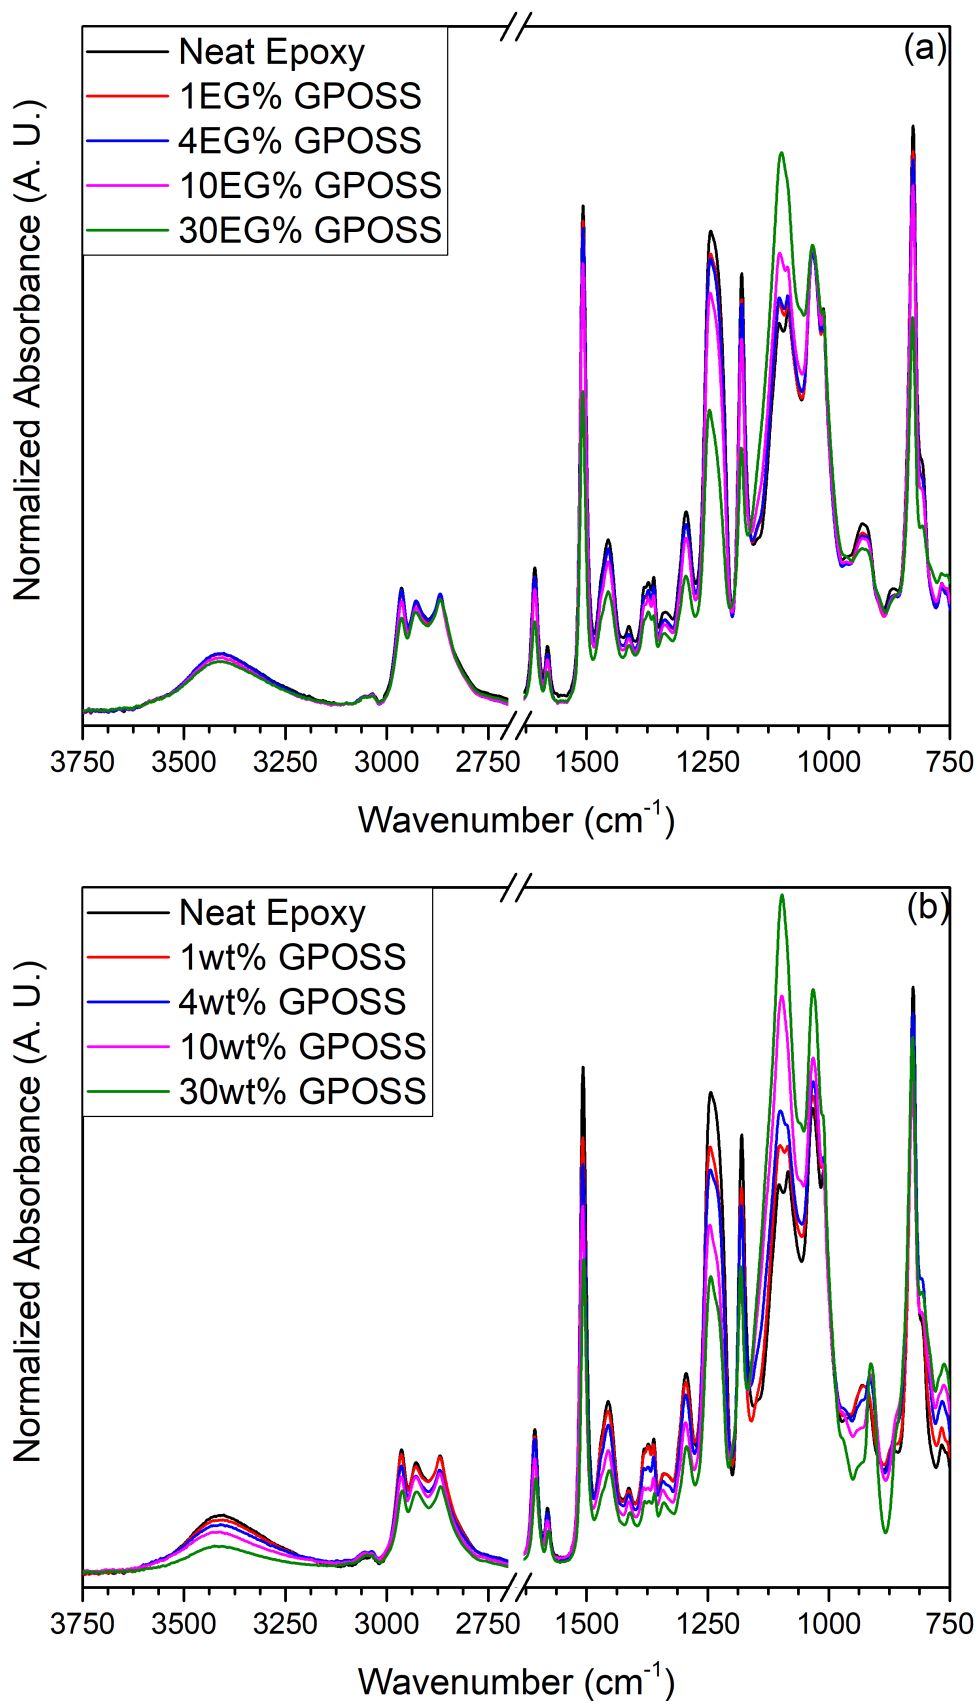 (a)
Neat Epoxy
1EG% GPOSS
4EG% GPOSS
10EG% GPOSS
30EG% GPOSS
Normalized Absorbance (A. U.)
3750 3500 3250 3000 2750 1500 1250 1000 750
Wavenumber (cm⁻¹)
(b)
Neat Epoxy
1wt% GPOSS
4wt% GPOSS
10wt% GPOSS
30wt% GPOSS
Normalized Absorbance (A. U.)
3750 3500 3250 3000 2750 1500 1250 1000 750
Wavenumber (cm⁻¹)